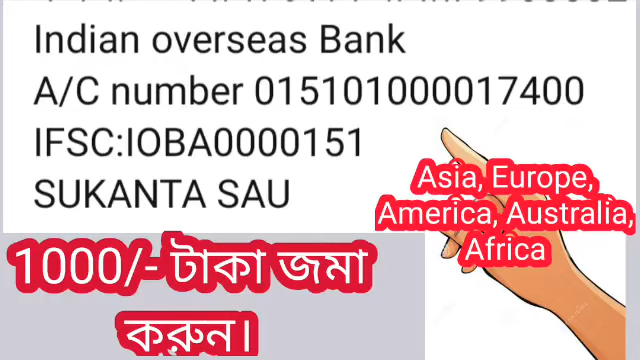 Indian overseas Bank
A/C number 015101000017400
IFSC:IOBA0000151
SUKANTA SAU
Asia, Europe,
America, Australia,
Africa
1000/- টাকা জমা
করুন।